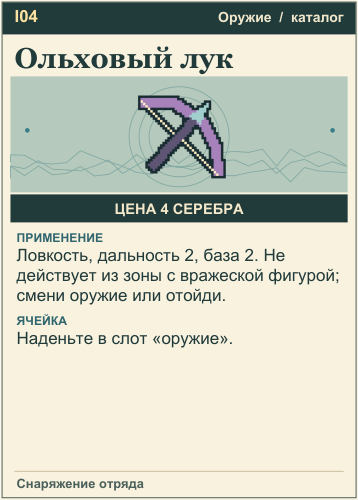 I04
Оружие / каталог
Ольховый лук
ЦЕНА 4 СЕРЕБРА
ПРИМЕНЕНИЕ
Ловкость, дальность 2, база 2. Не
действует из зоны с вражеской фигурой;
смени оружие или отойди.
ЯЧЕЙКА
Наденьте в слот «оружие».
Снаряжение отряда